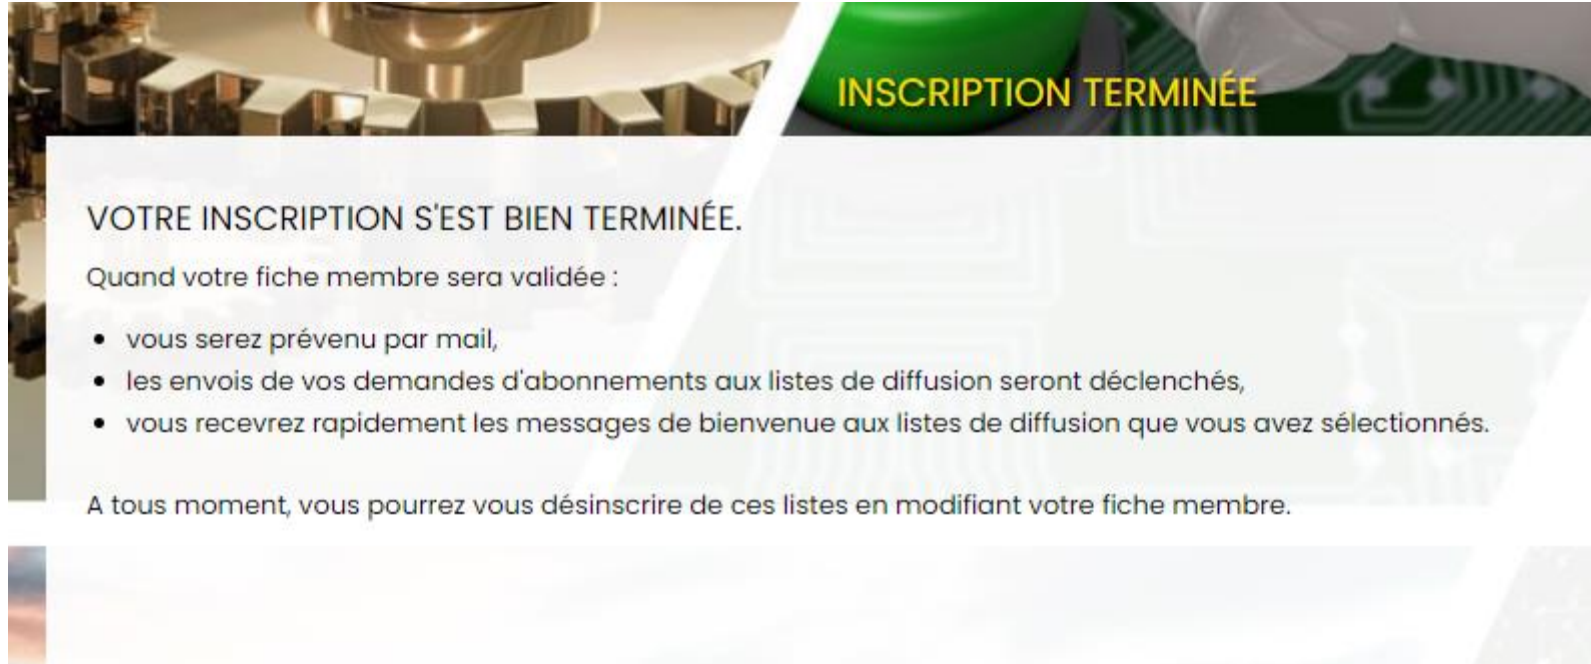 INSCRIPTION TERMINÉE
VOTRE INSCRIPTION S'EST BIEN TERMINÉE.
Quand votre fiche membre sera validée :
• vous serez prévenu par mail,
• les envois de vos demandes d'abonnements aux listes de diffusion seront déclenchés,
• vous recevrez rapidement les messages de bienvenue aux listes de diffusion que vous avez sélectionnés.
A tous moment, vous pourrez vous désinscrire de ces listes en modifiant votre fiche membre.